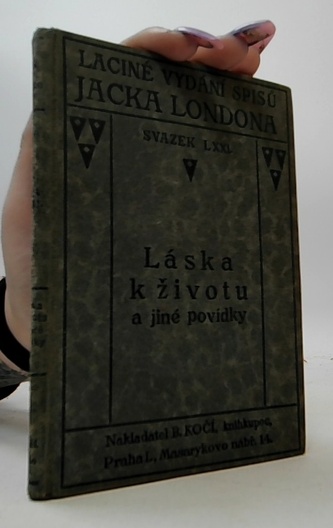 LACINÉ VYDÁNÍ SPISŮ
JACKA LONDONA
SVAZEK LXXI.
Láska
k životu
a jiné povídky
Nakladatel B. KOČÍ, knihkupec,
Praha I., Masarykovo nábř. 14.